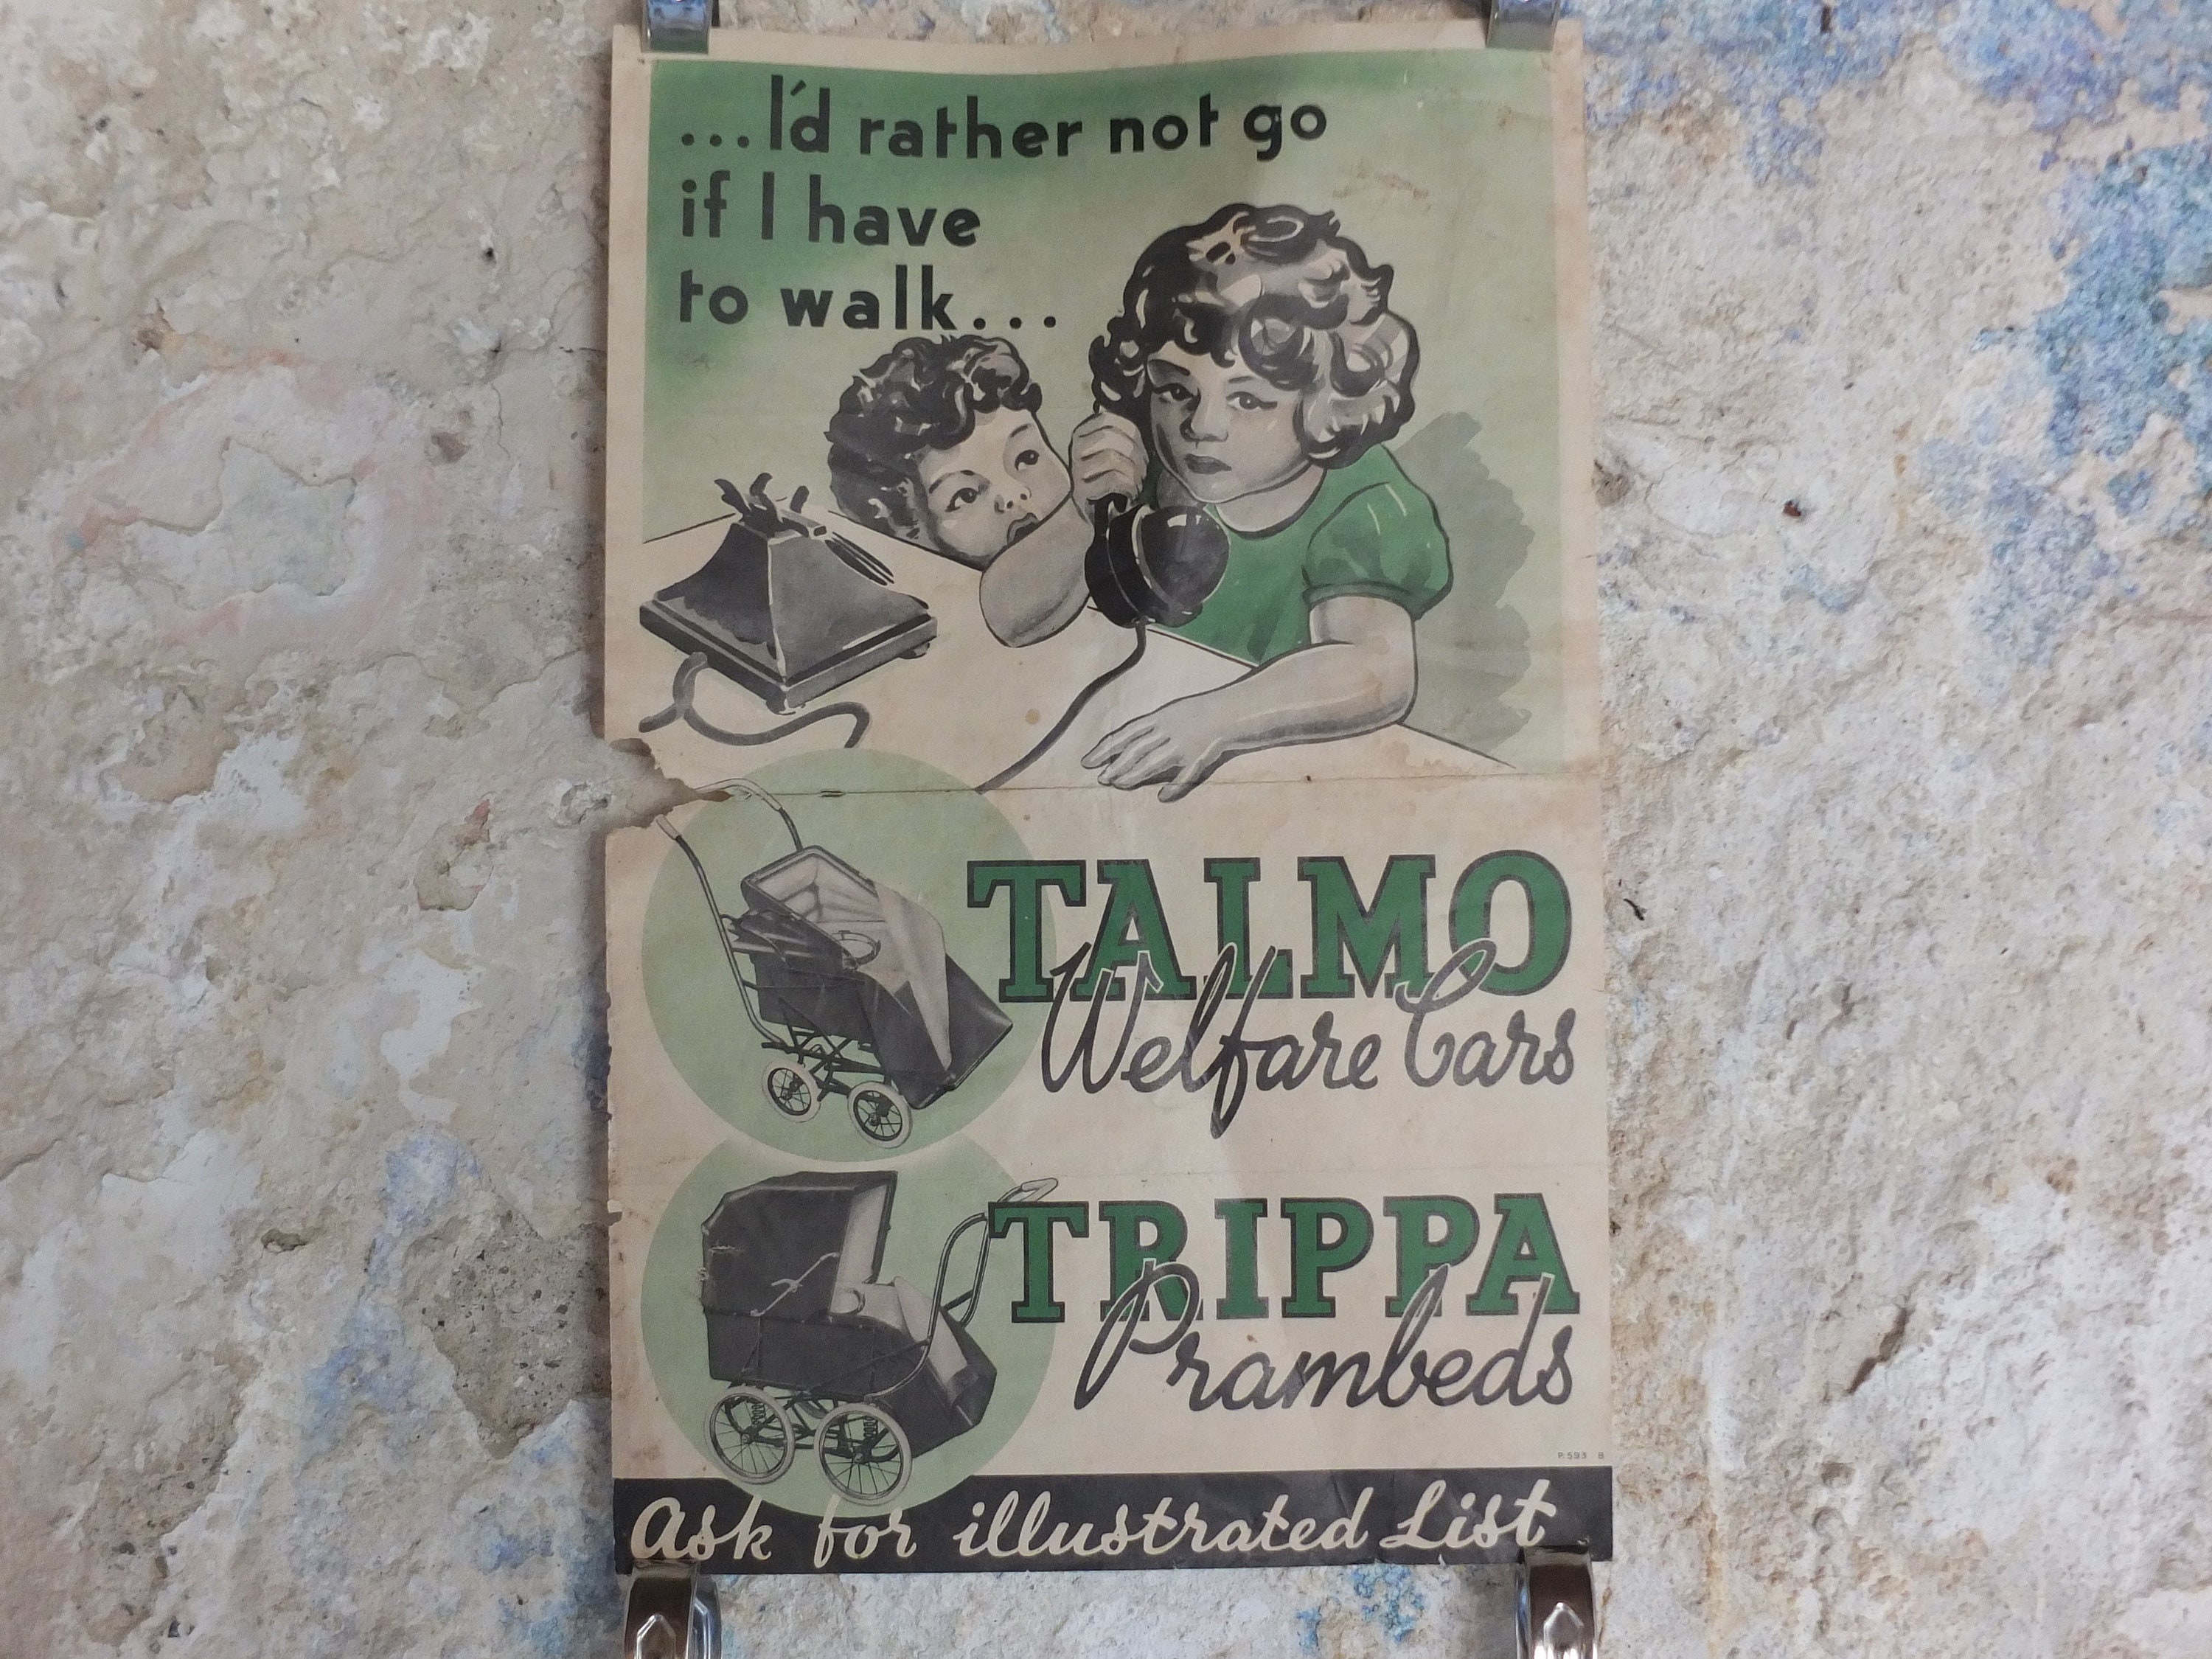 ...I'd rather not go
if I have
to walk...
TALMO
Welfare Cars
TRIPPA
Prambeds
P. 593 B
Ask for illustrated List